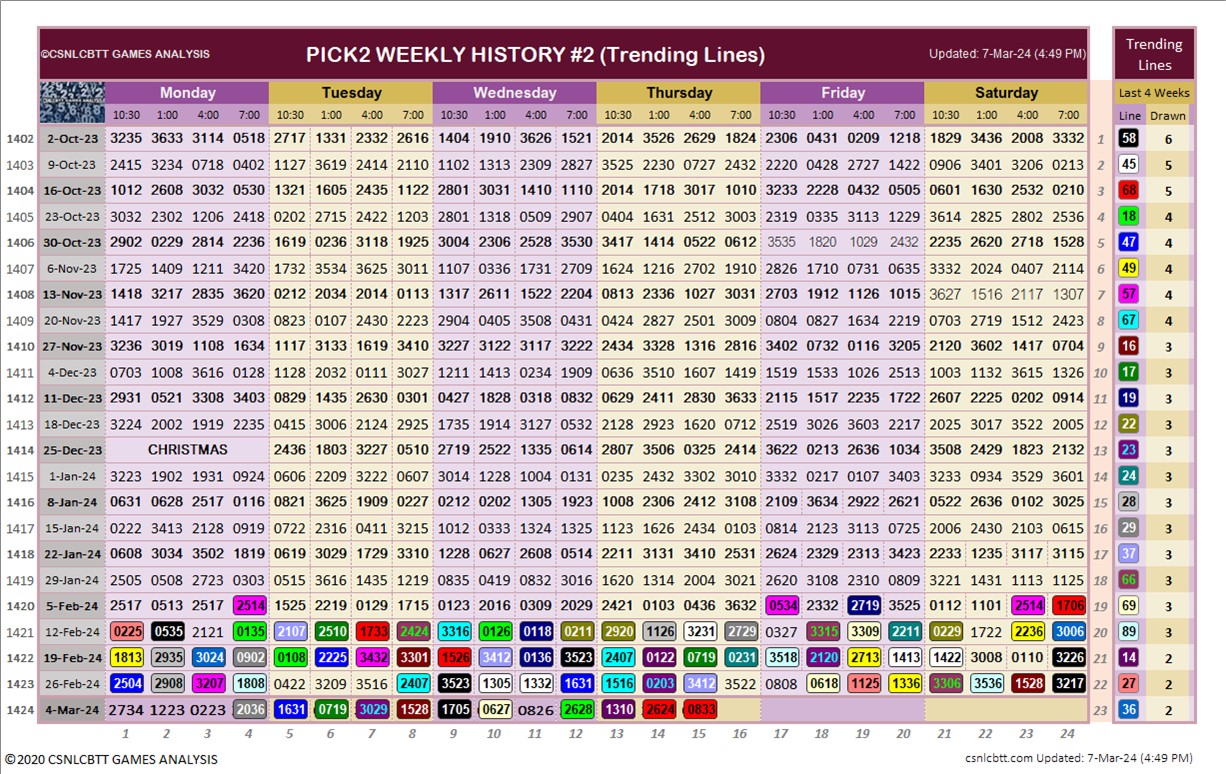 ©CSNLCBTT GAMES ANALYSIS PICK2 WEEKLY HISTORY #2 (Trending Lines) Updated: 7-Mar-24 (4:49 PM) Trending Lines
Monday Tuesday Wednesday Thursday Friday Saturday Last 4 Weeks
10:30 1:00 4:00 7:00 10:30 1:00 4:00 7:00 10:30 1:00 4:00 7:00 10:30 1:00 4:00 7:00 10:30 1:00 4:00 7:00 10:30 1:00 4:00 7:00 Line Drawn
1402 2-Oct-23 3235 3633 3114 0518 2717 1331 2332 2616 1404 1910 3626 1521 2014 3526 2629 1824 2306 0431 0209 1218 1829 3436 2008 3332 1 58 6
1403 9-Oct-23 2415 3234 0718 0402 1127 3619 2414 2110 1102 1313 2309 2827 3525 2230 0727 2432 2220 0428 2727 1422 0906 3401 3206 0213 2 45 5
1404 16-Oct-23 1012 2608 3032 0530 1321 1605 2435 1122 2801 3031 1410 1110 2014 1718 3017 1010 3233 2228 0432 0505 0601 1630 2532 0210 3 68 5
1405 23-Oct-23 3032 2302 1206 2418 0202 2715 2422 1203 2801 1318 0509 2907 0404 1631 2512 3003 2319 0335 3113 1229 3614 2825 2802 2536 4 18 4
1406 30-Oct-23 2902 0229 2814 2236 1619 0236 3118 1925 3004 2306 2528 3530 3417 1414 0522 0612 3535 1820 1029 2432 2235 2620 2718 1528 5 47 4
1407 6-Nov-23 1725 1409 1211 3420 1732 3534 3625 3011 1107 0336 1731 2709 1624 1216 2702 1910 2826 1710 0731 0635 3332 2024 0407 2114 6 49 4
1408 13-Nov-23 1418 3217 2835 3620 0212 2034 2014 0113 1317 2611 1522 2204 0813 2336 1027 3031 2703 1912 1126 1015 3627 1516 2117 1307 7 57 4
1409 20-Nov-23 1417 1927 3529 0308 0823 0107 2430 2223 2904 0405 3508 0431 0424 2827 2501 3009 0804 0827 1634 2219 0703 2719 1512 2423 8 67 4
1410 27-Nov-23 3236 3019 1108 1634 1117 3133 1619 3410 3227 3122 3117 3222 2434 3328 1316 2816 3402 0732 0116 3205 2120 3602 1417 0704 9 16 3
1411 4-Dec-23 0703 1008 3616 0128 1128 2032 0111 3027 1211 1413 0234 1909 0636 3510 1607 1419 1519 1533 1026 2513 1003 1132 3615 1326 10 17 3
1412 11-Dec-23 2931 0521 3308 3403 0829 1435 2630 0301 0427 1828 0318 0832 0629 2411 2830 3633 2115 1517 2235 1722 2607 2225 0202 0914 11 19 3
1413 18-Dec-23 3224 0532 1919 2235 0415 3006 2124 2925 1735 1914 3127 0532 2128 2923 1620 0712 2519 3026 3603 2217 2025 3017 3522 2005 12 22 3
1414 25-Dec-23 CHRISTMAS 2436 1803 3227 0510 2719 2522 1335 0614 2807 3506 0325 2414 3622 0213 2636 1034 3508 2429 1823 2132 13 23 3
1415 1-Jan-24 3223 1902 1931 0924 0606 2209 3222 0607 3014 1228 1004 0131 0235 2432 3302 3010 3332 0217 0107 3403 3233 0934 3529 3601 14 24 3
1416 8-Jan-24 0631 0628 2517 0116 0821 3625 1909 0227 0212 0202 1305 1923 1008 2306 2412 3108 2109 3634 2922 2621 0522 2636 0102 3025 15 28 3
1417 15-Jan-24 0222 3413 2128 0919 0722 2316 0411 3215 1012 0333 1324 1325 1123 1626 2434 0103 0814 2123 3113 0725 2006 2430 2103 0615 16 29 3
1418 22-Jan-24 0608 3034 3502 1819 0619 3029 1729 3310 1228 0627 2608 0514 2211 3131 3410 2531 2624 2329 2313 3423 2233 1235 3117 3115 17 37 3
1419 29-Jan-24 2505 0508 2723 0303 0515 3616 1435 1219 0835 0419 0832 3016 1620 1314 2004 3021 2620 3108 2310 0809 3221 1431 1113 1125 18 66 3
1420 5-Feb-24 2517 0513 2517 2514 1525 2219 0129 1715 0123 2016 0309 2029 2421 0103 0436 3632 0534 2332 2719 3525 0112 1101 2514 1706 19 69 3
1421 12-Feb-24 0225 0535 2121 0135 2107 2510 1733 2424 3316 0126 0118 0211 2920 1126 3231 2729 0327 3315 3309 2211 0229 1722 2236 3006 20 89 3
1422 19-Feb-24 1813 2935 3024 0902 0108 2225 3432 3301 1526 3412 0136 3523 2407 0122 0719 0231 3518 2120 2713 1413 1422 3008 0110 3226 21 14 2
1423 26-Feb-24 2504 2908 3207 1808 0422 3209 3516 2407 3523 1305 1332 1631 1516 0203 3412 3522 0808 0618 1125 1336 3306 3536 1528 3217 22 27 2
1424 4-Mar-24 2734 1223 0223 2036 1631 0719 3029 1528 1705 0627 0826 2628 1310 2624 0833 23 36 2
1 2 3 4 5 6 7 8 9 10 11 12 13 14 15 16 17 18 19 20 21 22 23 24
©2020 CSNLCBTT GAMES ANALYSIS csnlcbtt.com Updated: 7-Mar-24 (4:49 PM)